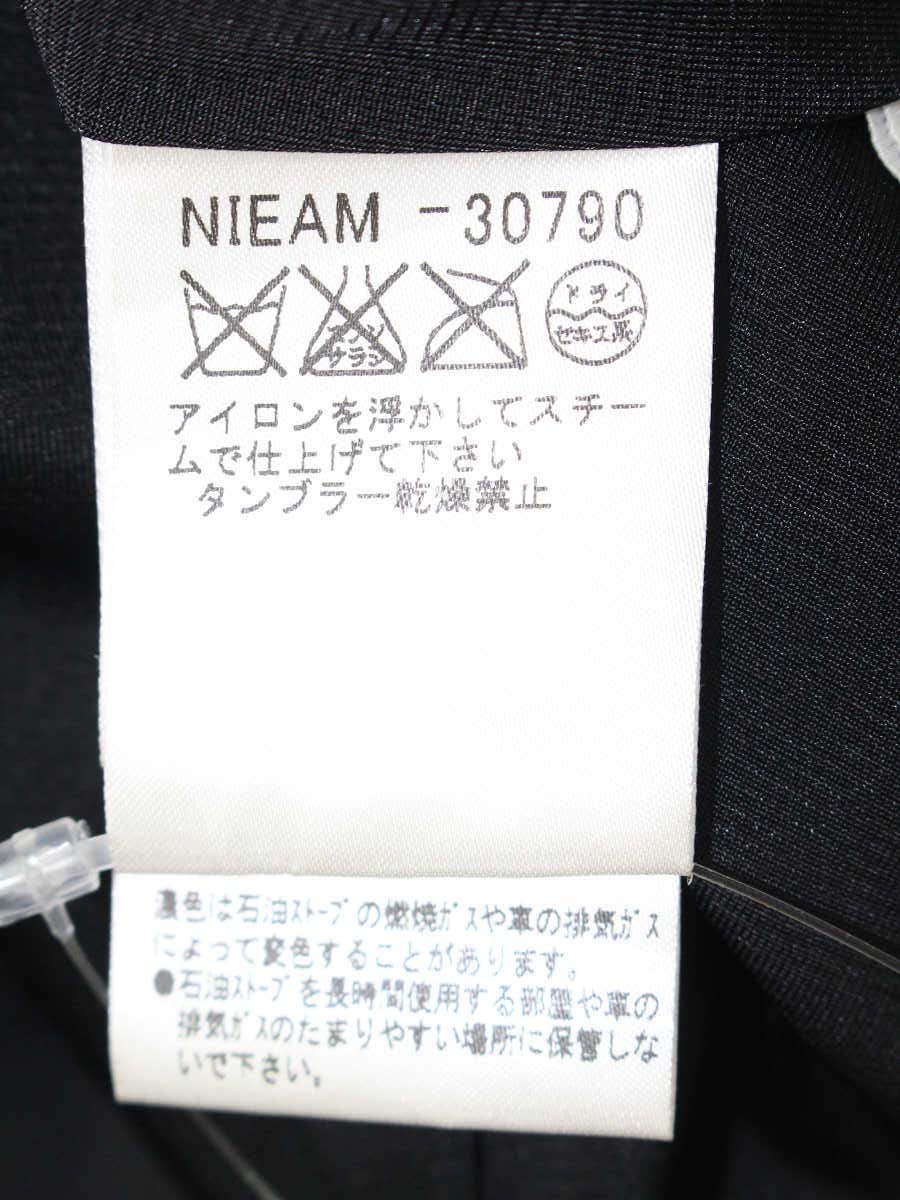 NIEAM -30790
エンソ
サラシ
ドライ
セキユ系
アイロンを浮かしてスチー
ムで仕上げて下さい
タンブラー乾燥禁止
濃色は石油ストーブの燃焼ガスや車の排気ガス
によって変色することがあります。
●石油ストーブを長時間使用する部屋や車の
排気ガスのたまりやすい場所に保管しな
いで下さい。